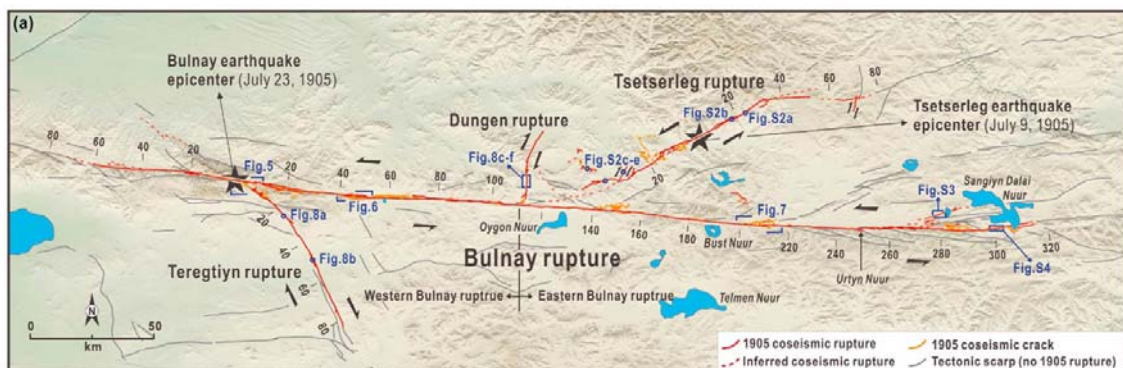 (a)
Bulnay earthquake
epicenter (July 23, 1905)
Tsetserleg rupture
Tsetserleg earthquake
epicenter (July 9, 1905)
Dungen rupture
Fig.S2b
Fig.S2a
Fig.8c-f
Fig.S2c-e
Fig.5
Fig.6
Fig.7
Fig.S3
Sangiyn Dalai
Nuur
Fig.8a
Fig.8b
Oygon Nuur
Bust Nuur
Bulnay rupture
Teregtiyn rupture
Western Bulnay ruptrue
Eastern Bulnay ruptrue
Telmen Nuur
Urtyn Nuur
Fig.S4
60
40
20
20
40
60
100
140
160
180
220
240
260
280
300
320
20
40
60
80
20
20
40
60
80
N
0
50
km
1905 coseismic rupture
1905 coseismic crack
Inferred coseismic rupture
Tectonic scarp (no 1905 rupture)